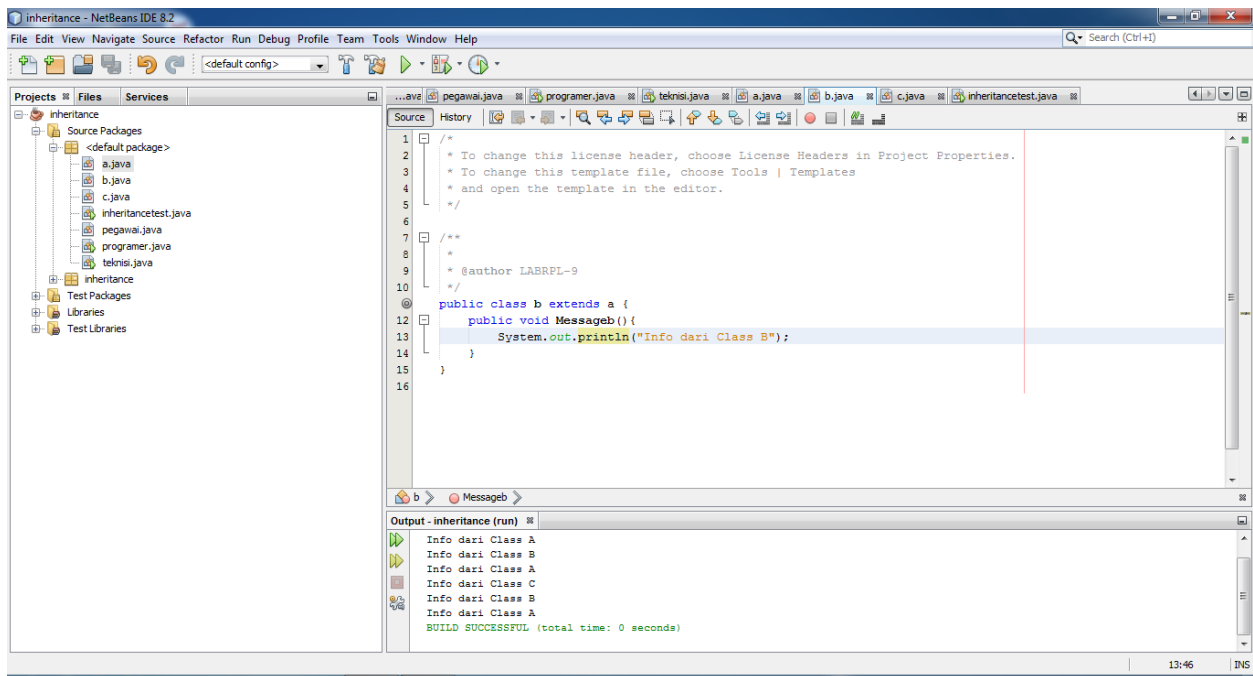 inheritance - NetBeans IDE 8.2
File Edit View Navigate Source Refactor Run Debug Profile Team Tools Window Help
Search (Ctrl+I)
<default config>
Projects Files Services
inheritance
Source Packages
<default package>
a.java
b.java
c.java
inheritancetest.java
pegawai.java
programer.java
teknisi.java
inheritance
Test Packages
Libraries
Test Libraries
...ava pegawai.java programer.java teknisi.java a.java b.java c.java inheritancetest.java
Source History
1 /*
2 * To change this license header, choose License Headers in Project Properties.
3 * To change this template file, choose Tools | Templates
4 * and open the template in the editor.
5 */
6
7 /**
8 *
9 * @author LABRPL-9
10 */
public class b extends a {
12 public void Messageb(){
13 System.out.println("Info dari Class B");
14 }
15 }
16
b Messageb
Output - inheritance (run)
Info dari Class A
Info dari Class B
Info dari Class A
Info dari Class C
Info dari Class B
Info dari Class A
BUILD SUCCESSFUL (total time: 0 seconds)
13:46 INS